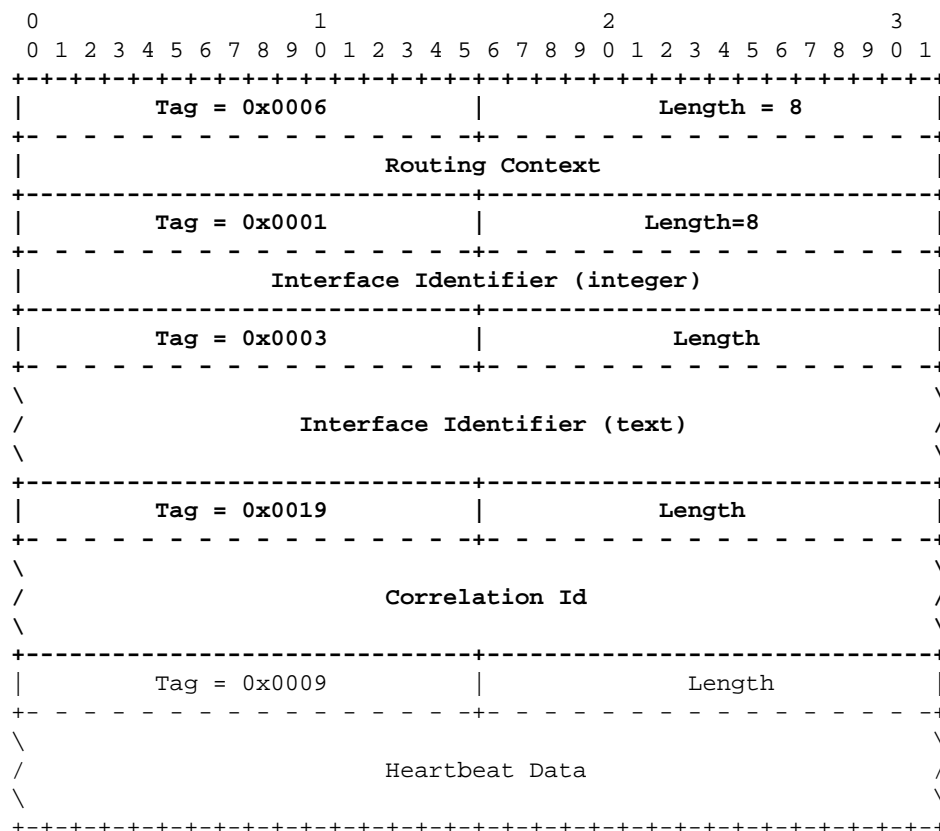 0                   1                   2                   3
 0 1 2 3 4 5 6 7 8 9 0 1 2 3 4 5 6 7 8 9 0 1 2 3 4 5 6 7 8 9 0 1
+-+-+-+-+-+-+-+-+-+-+-+-+-+-+-+-+-+-+-+-+-+-+-+-+-+-+-+-+-+-+-+-+
|         Tag = 0x0006          |            Length = 8         |
+- - - - - - - - - - - - - - - -+- - - - - - - - - - - - - - - -+
|                         Routing Context                       |
+-------------------------------+-------------------------------+
|         Tag = 0x0001          |           Length=8            |
+- - - - - - - - - - - - - - - -+- - - - - - - - - - - - - - - -+
|                 Interface Identifier (integer)                |
+-------------------------------+-------------------------------+
|         Tag = 0x0003          |             Length            |
+- - - - - - - - - - - - - - - -+- - - - - - - - - - - - - - - -+
\                                                               \
/                   Interface Identifier (text)                 /
\                                                               \
+-------------------------------+-------------------------------+
|         Tag = 0x0019          |            Length             |
+- - - - - - - - - - - - - - - -+- - - - - - - - - - - - - - - -+
\                                                               \
/                         Correlation Id                        /
\                                                               \
+-------------------------------+-------------------------------+
|         Tag = 0x0009          |              Length           |
+- - - - - - - - - - - - - - - -+- - - - - - - - - - - - - - - -+
\                                                               \
/                         Heartbeat Data                        /
\                                                               \
+-+-+-+-+-+-+-+-+-+-+-+-+-+-+-+-+-+-+-+-+-+-+-+-+-+-+-+-+-+-+-+-+